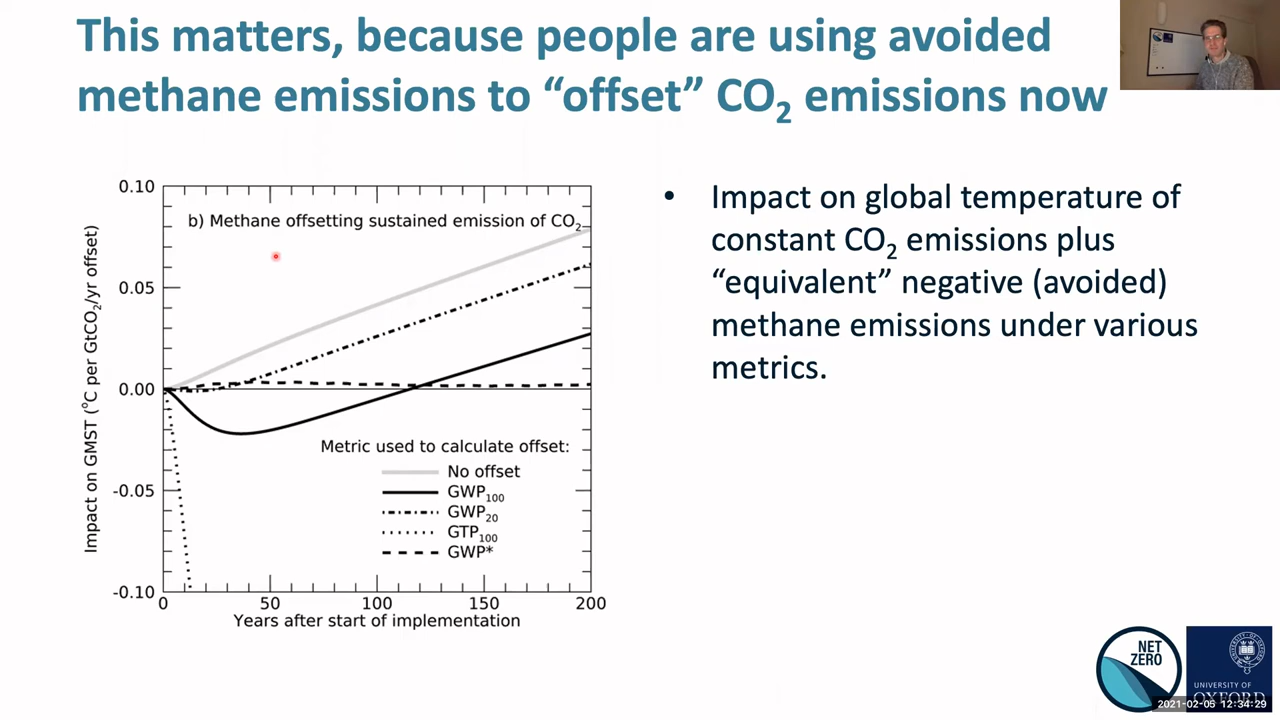 This matters, because people are using avoided
methane emissions to “offset” CO₂ emissions now
0.10
0.05
0.00
-0.05
-0.10
Impact on GMST (°C per GtCO₂/yr offset)
b) Methane offsetting sustained emission of CO₂
Metric used to calculate offset:
No offset
GWP₁₀₀
GWP₂₀
GTP₁₀₀
GWP*
0 50 100 150 200
Years after start of implementation
• Impact on global temperature of
constant CO₂ emissions plus
“equivalent” negative (avoided)
methane emissions under various
metrics.
NET
ZERO
UNIVERSITY OF
OXFORD
2021-02-05 12:34:29